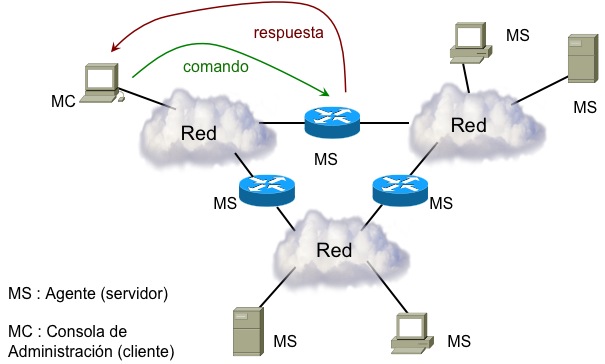 respuesta
MS
comando
MC
MS
Red
Red
MS
MS
MS
Red
MS : Agente (servidor)
MS
MS
MC : Consola de
Administración (cliente)